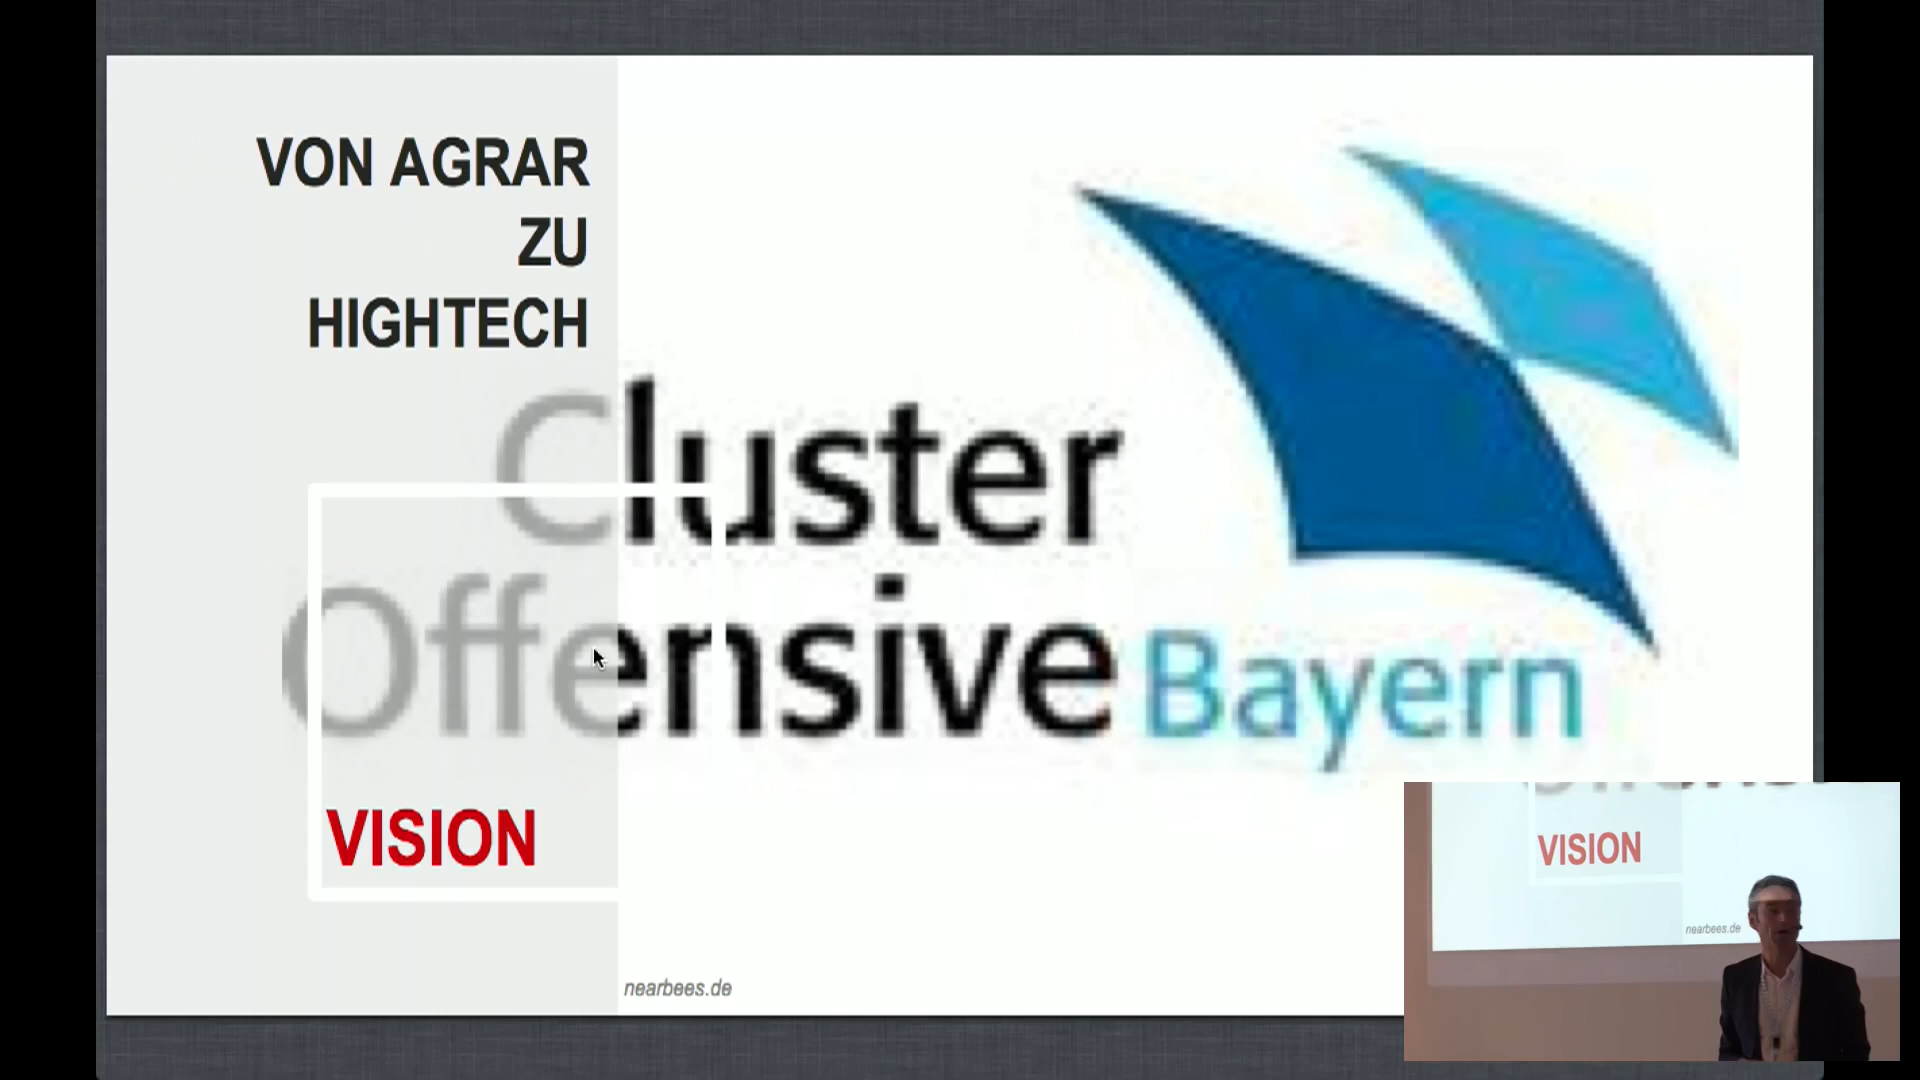 VON AGRAR
ZU
HIGHTECH
Cluster
Offensive Bayern
VISION
nearbees.de
VISION
nearbees.de